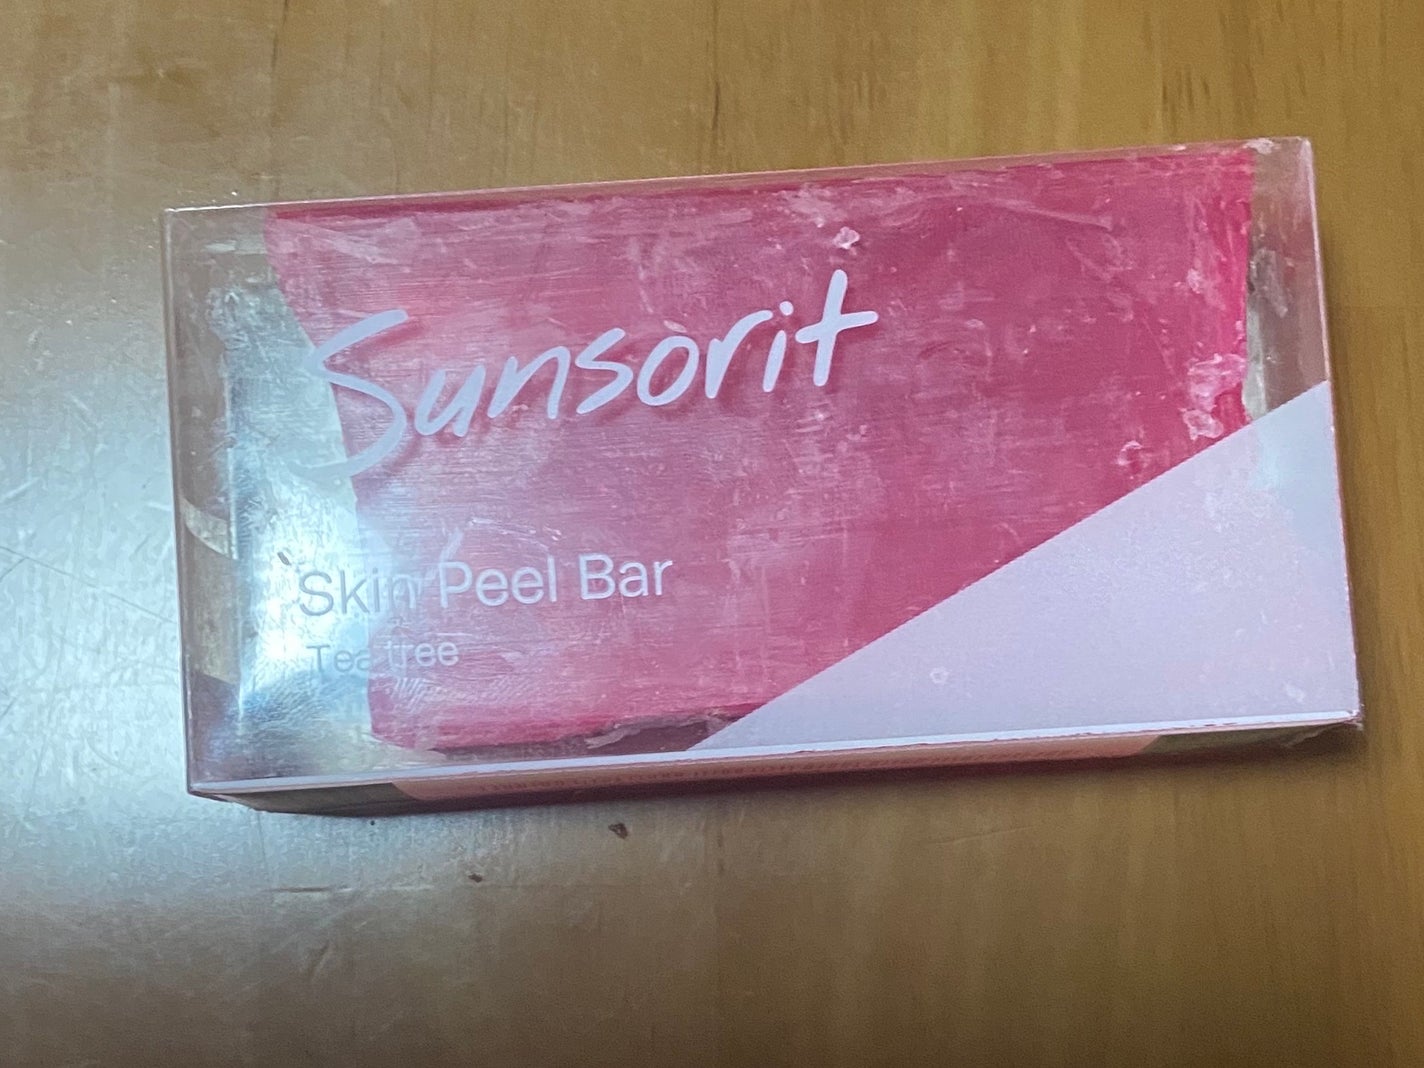 Sunsorit
Skin Peel Bar
Tea tree